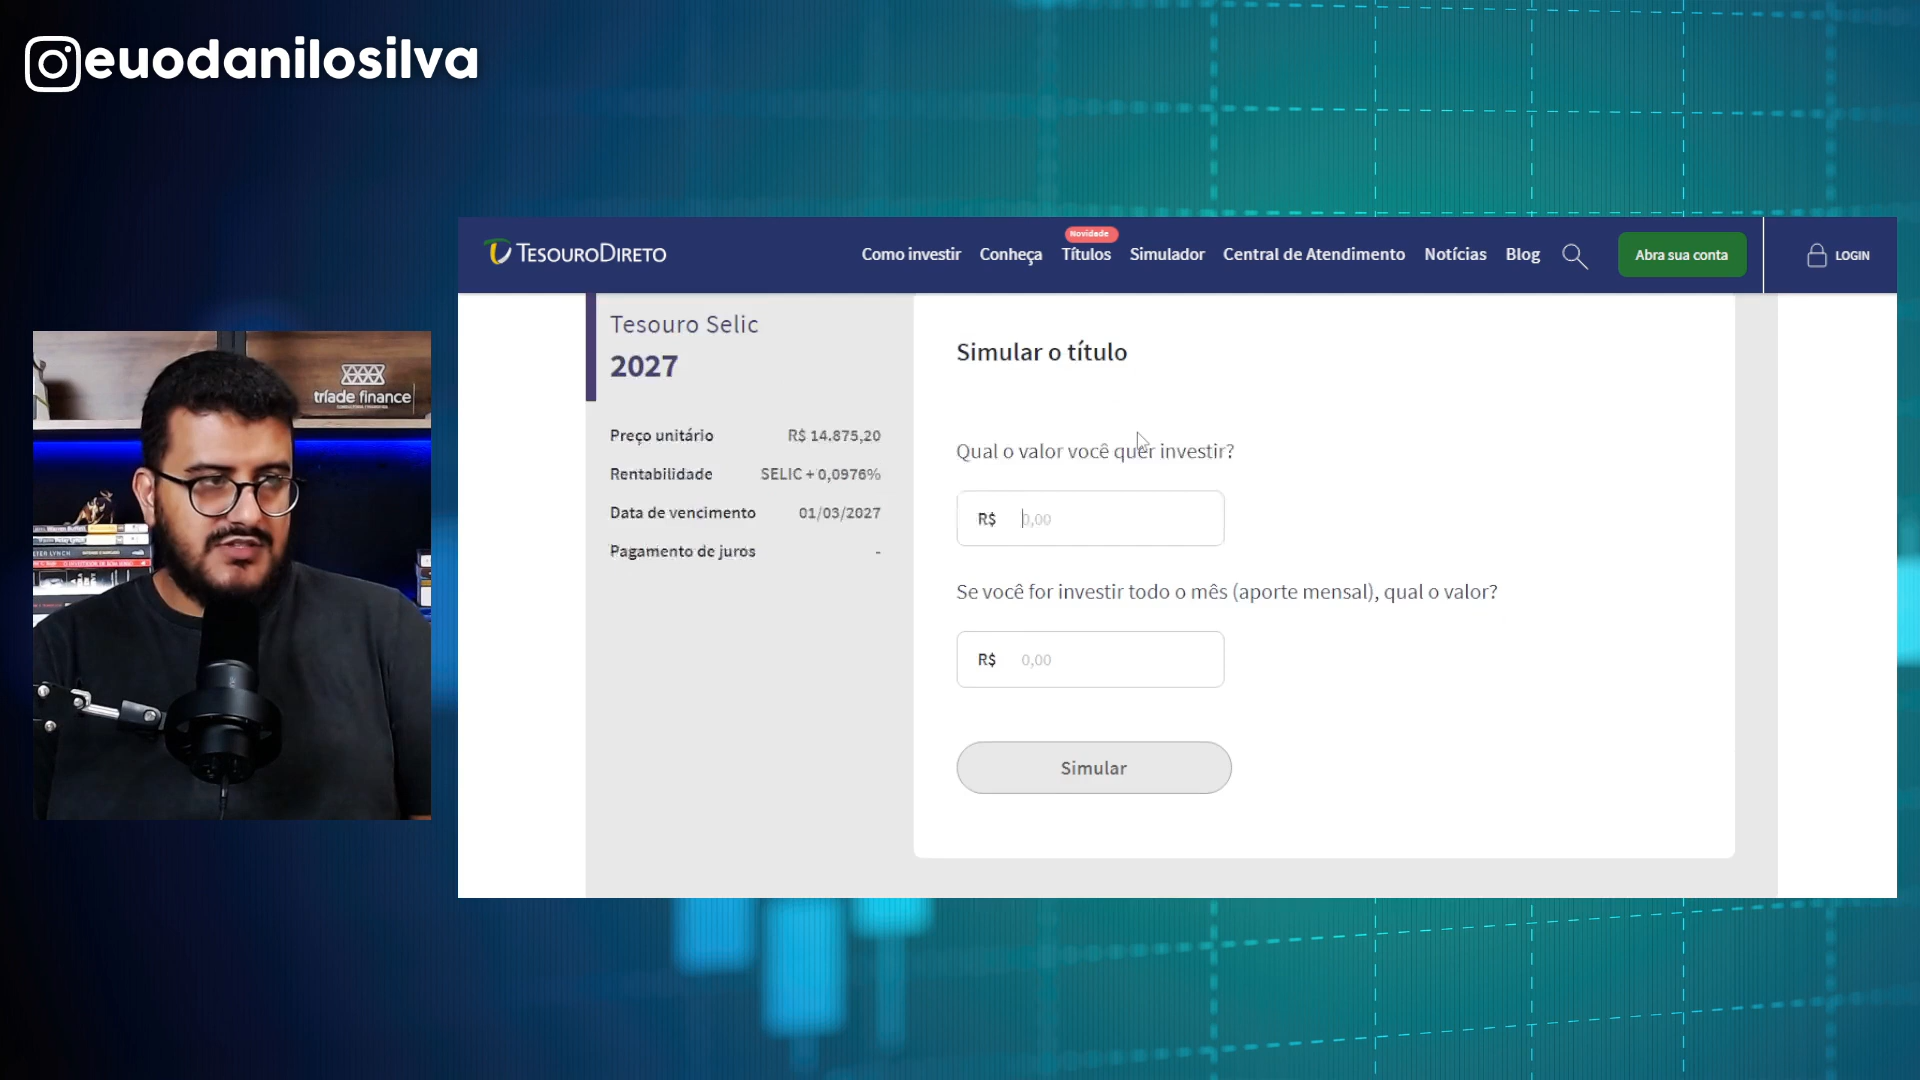 euodanilosilva
tríade finance
TESOURODIRETO
Como investir
Conheça
Novidade
Títulos
Simulador
Central de Atendimento
Notícias
Blog
Abra sua conta
LOGIN
Tesouro Selic
2027
Preço unitário R$ 14.875,20
Rentabilidade SELIC + 0,0976%
Data de vencimento 01/03/2027
Pagamento de juros -
Simular o título
Qual o valor você quer investir?
R$ 0,00
Se você for investir todo o mês (aporte mensal), qual o valor?
R$ 0,00
Simular